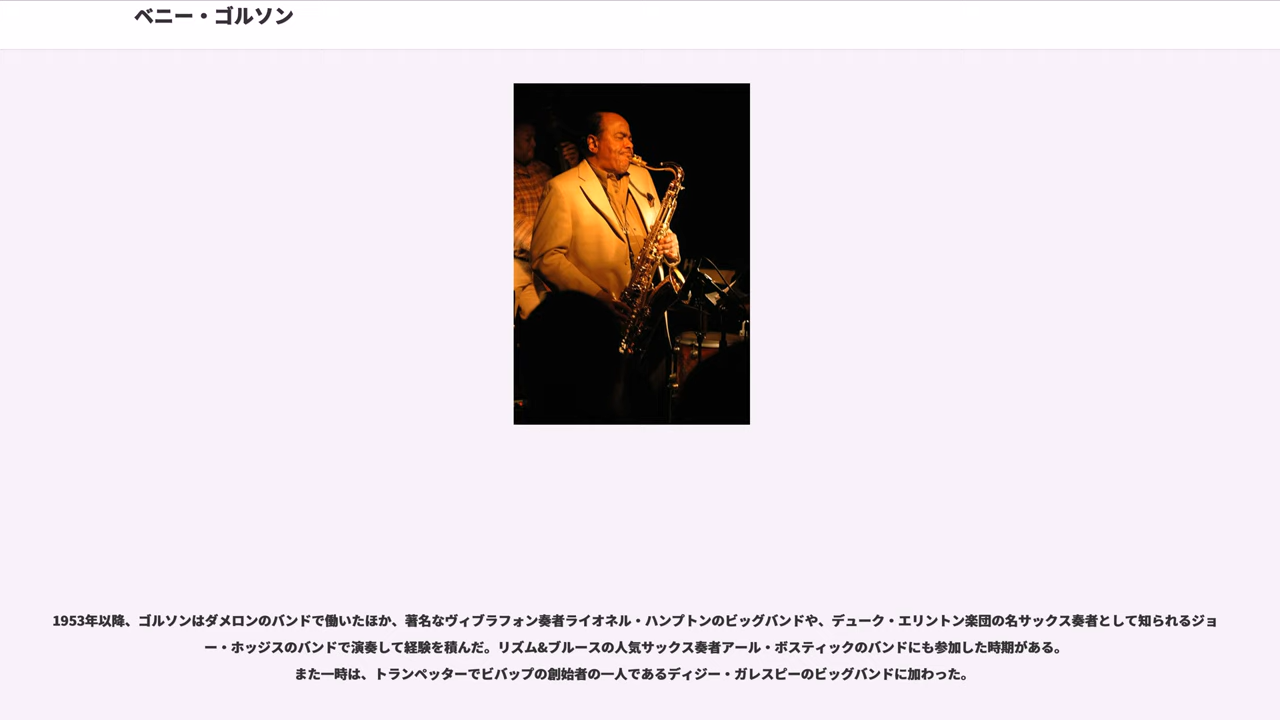 ベニー・ゴルソン
1953年以降、ゴルソンはダメロンのバンドで働いたほか、著名なヴィブラフォン奏者ライオネル・ハンプトンのビッグバンドや、デューク・エリントン楽団の名サックス奏者として知られるジョ
ー・ホッジスのバンドで演奏して経験を積んだ。リズム&ブルースの人気サックス奏者アール・ボスティックのバンドにも参加した時期がある。
また一時は、トランペッターでビバップの創始者の一人であるディジー・ガレスピーのビッグバンドに加わった。